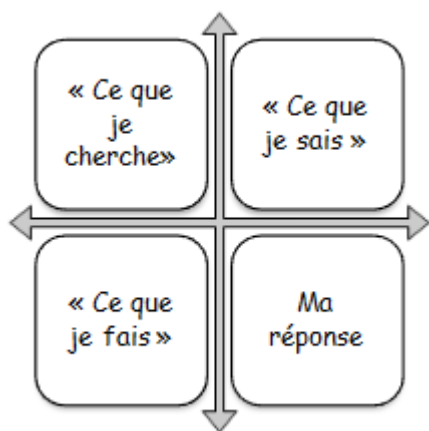 « Ce que
je
cherche»
« Ce que
je sais »
« Ce que
je fais »
Ma
réponse